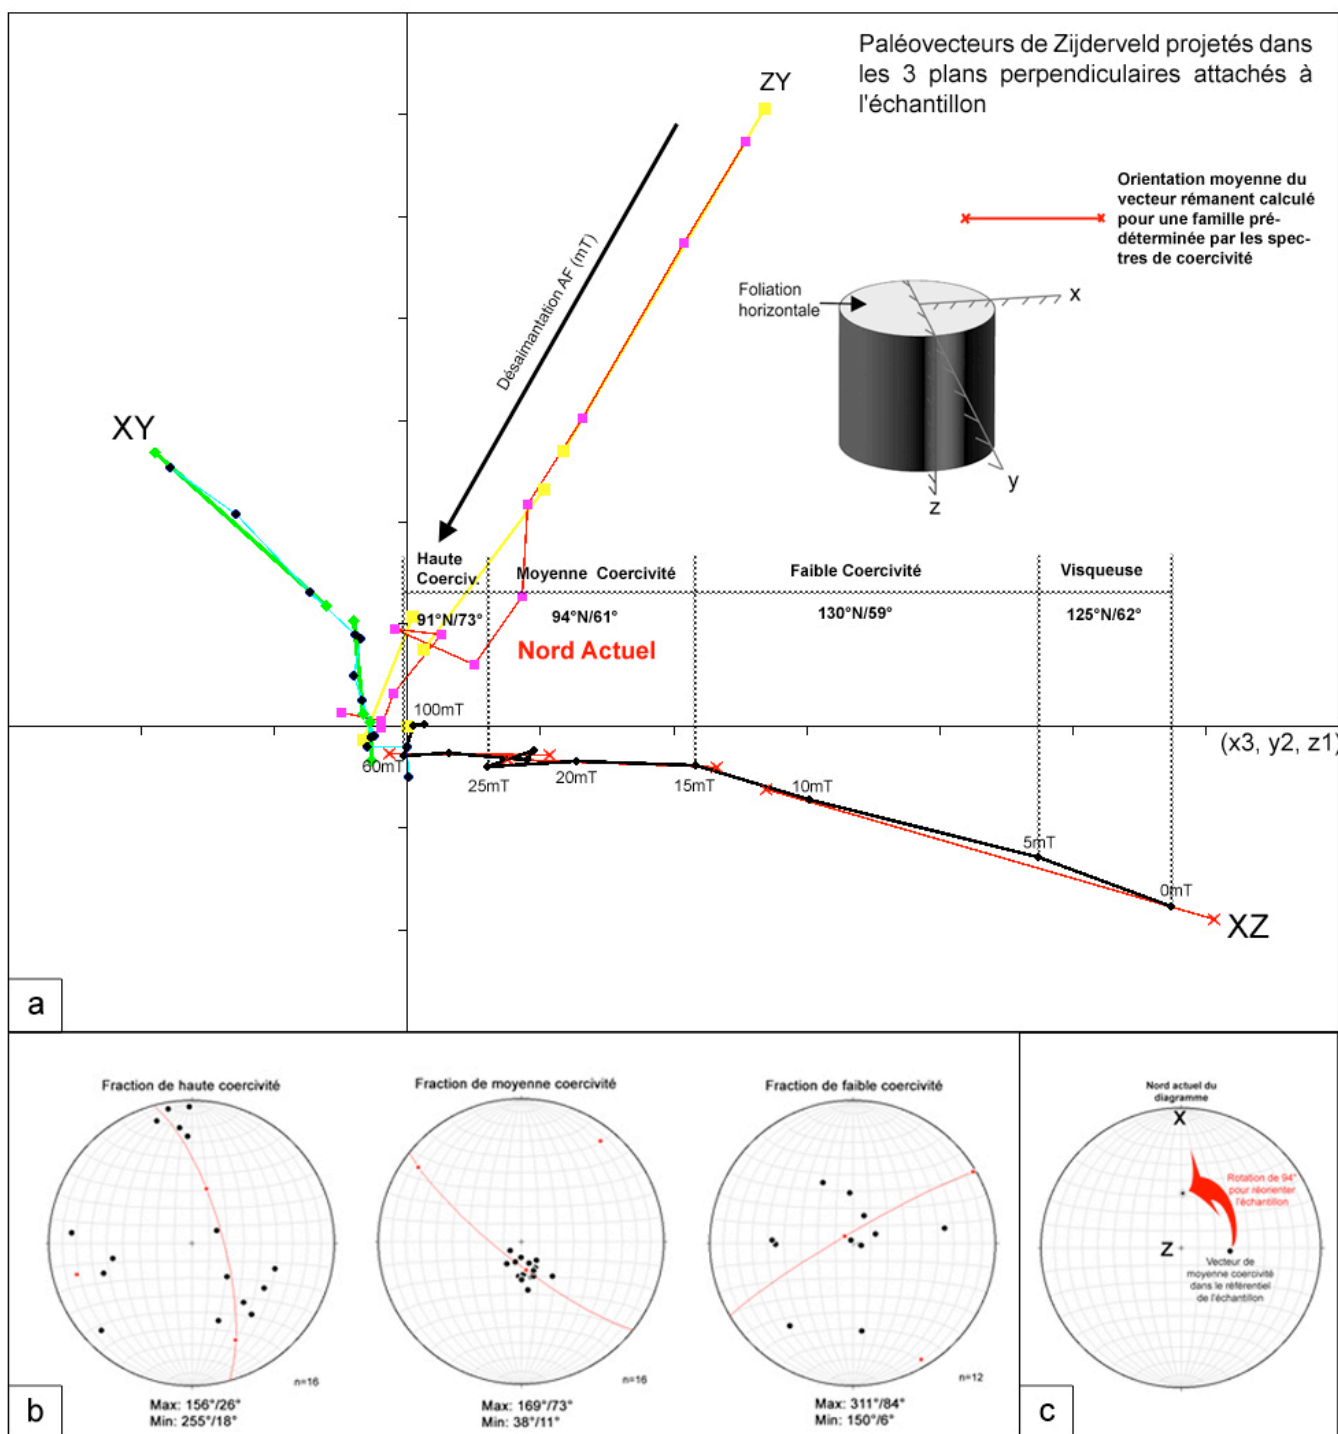 Paléovecteurs de Zijderveld projetés dans
les 3 plans perpendiculaires attachés à
l'échantillon
ZY
Orientation moyenne du
vecteur rémanent calculé
pour une famille pré-
déterminée par les spec-
tres de coercivité
Désaimantation AF (mT)
Foliation
horizontale
x
y
z
XY
Haute
Coerciv.
Moyenne Coercivité
Faible Coercivité
Visqueuse
91°N/73°
94°N/61°
130°N/59°
125°N/62°
Nord Actuel
100mT
(x3, y2, z1)
60mT
25mT
20mT
15mT
10mT
5mT
0mT
XZ
a
Fraction de haute coercivité
n=16
Max: 156°/26°
Min: 255°/18°
Fraction de moyenne coercivité
n=16
Max: 169°/73°
Min: 38°/11°
Fraction de faible coercivité
n=12
Max: 311°/84°
Min: 150°/6°
b
Nord actuel du
diagramme
X
Rotation de 94°
pour réorienter
l'échantillon
Z
Vecteur de
moyenne coercivité
dans le référentiel
de l'échantillon
c